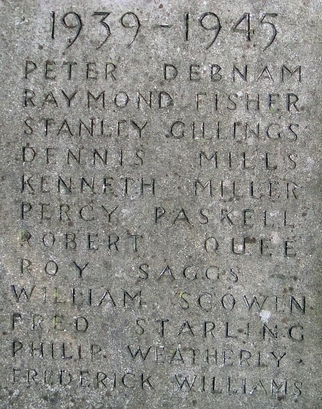 1939-1945
PETER DEBNAM
RAYMOND FISHER
STANLEY GILLINGS
DENNIS MILLS
KENNETH MILLER
PERCY PASKELL
ROBERT QUEE
ROY SAGGS
WILLIAM SCOWEN
FRED STARLING
PHILIP WEATHERLY
FREDERICK WILLIAMS